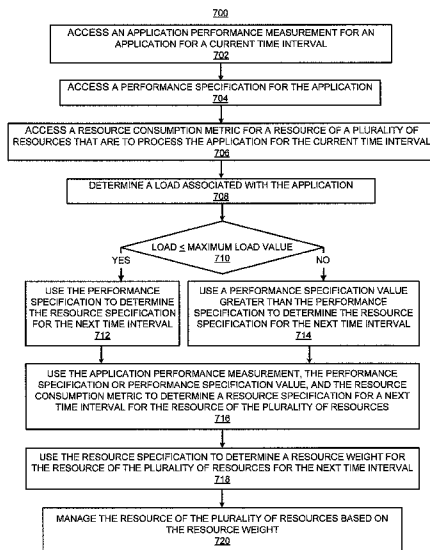 700
ACCESS AN APPLICATION PERFORMANCE MEASUREMENT FOR AN
APPLICATION FOR A CURRENT TIME INTERVAL
702
ACCESS A PERFORMANCE SPECIFICATION FOR THE APPLICATION
704
ACCESS A RESOURCE CONSUMPTION METRIC FOR A RESOURCE OF A PLURALITY OF
RESOURCES THAT ARE TO PROCESS THE APPLICATION FOR THE CURRENT TIME INTERVAL
706
DETERMINE A LOAD ASSOCIATED WITH THE APPLICATION
708
LOAD ≤ MAXIMUM LOAD VALUE
710
YES
NO
USE THE PERFORMANCE
SPECIFICATION TO DETERMINE
THE RESOURCE SPECIFICATION
FOR THE NEXT TIME INTERVAL
712
USE A PERFORMANCE SPECIFICATION VALUE
GREATER THAN THE PERFORMANCE
SPECIFICATION TO DETERMINE THE RESOURCE
SPECIFICATION FOR THE NEXT TIME INTERVAL
714
USE THE APPLICATION PERFORMANCE MEASUREMENT, THE PERFORMANCE
SPECIFICATION OR PERFORMANCE SPECIFICATION VALUE, AND THE RESOURCE
CONSUMPTION METRIC TO DETERMINE A RESOURCE SPECIFICATION FOR A NEXT
TIME INTERVAL FOR THE RESOURCE OF THE PLURALITY OF RESOURCES
716
USE THE RESOURCE SPECIFICATION TO DETERMINE A RESOURCE WEIGHT FOR
THE RESOURCE OF THE PLURALITY OF RESOURCES FOR THE NEXT TIME INTERVAL
718
MANAGE THE RESOURCE OF THE PLURALITY OF RESOURCES BASED ON
THE RESOURCE WEIGHT
720